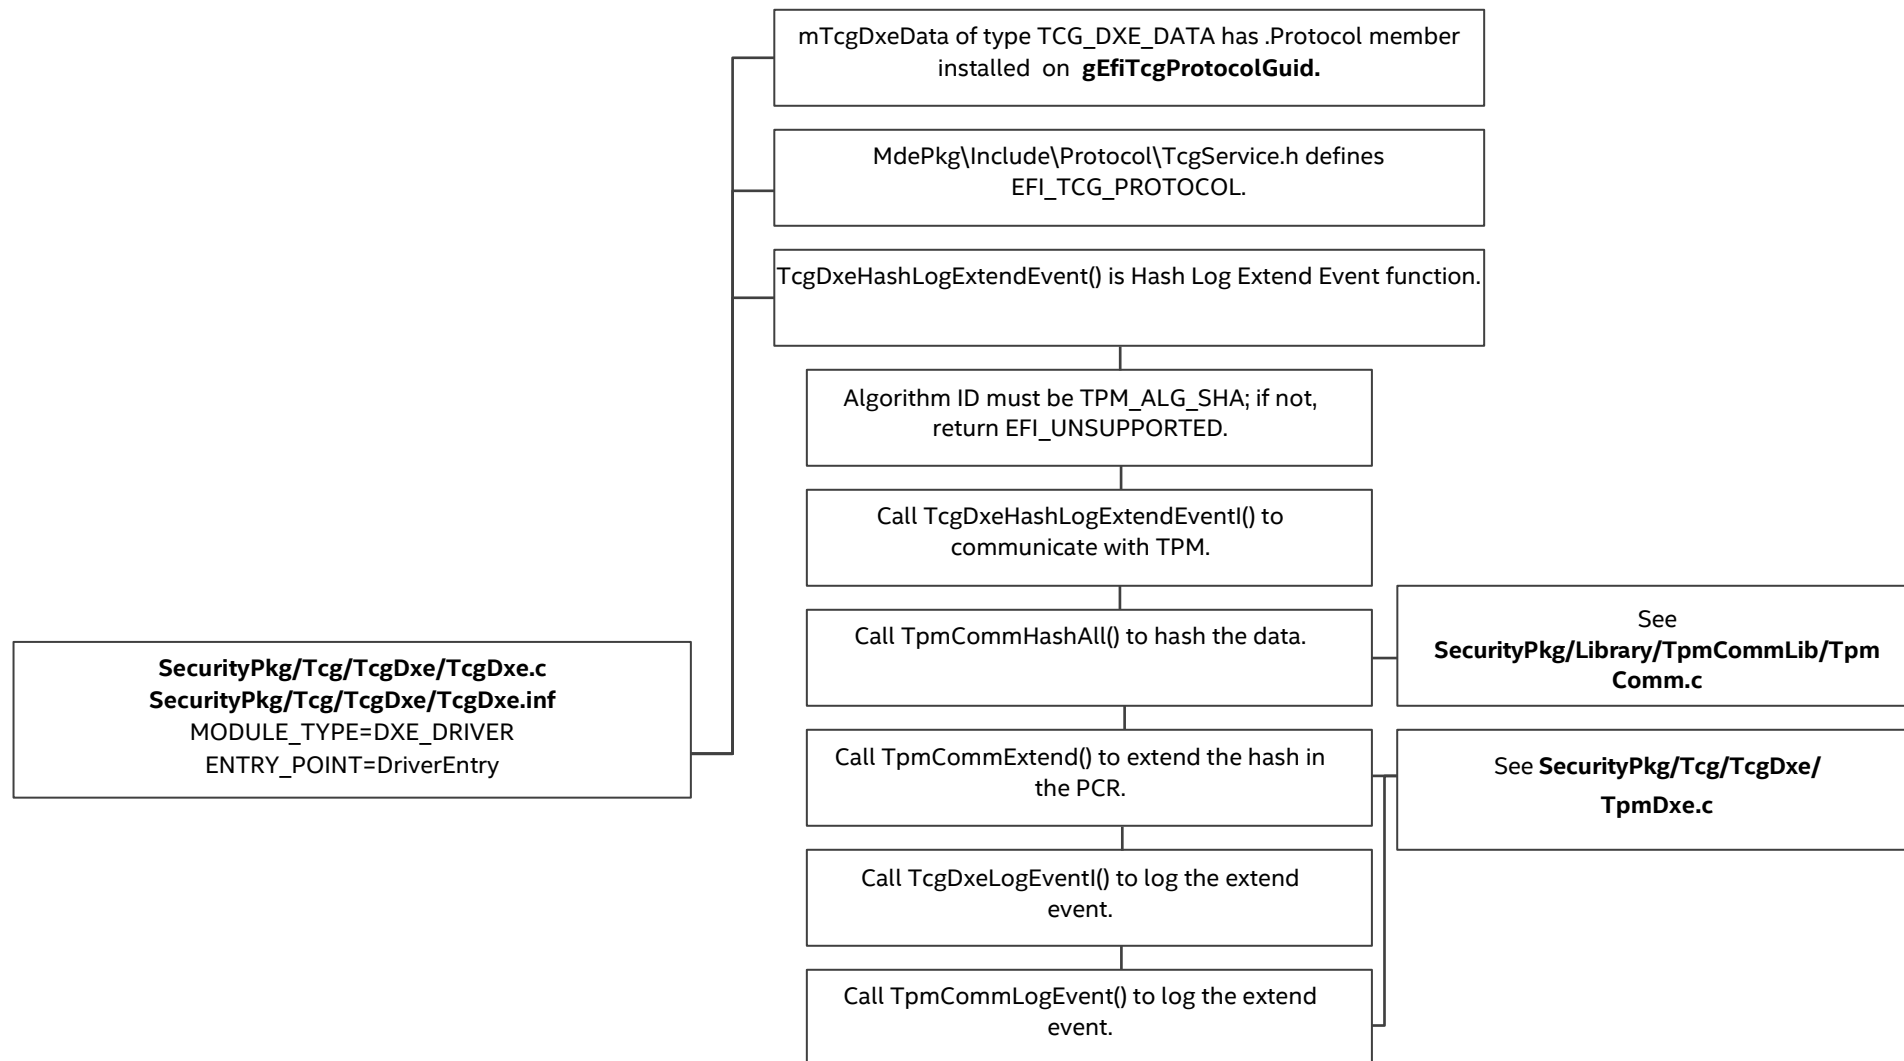 mTcgDxeData of type TCG_DXE_DATA has .Protocol member
installed on gEfiTcgProtocolGuid.
MdePkg\Include\Protocol\TcgService.h defines
EFI_TCG_PROTOCOL.
TcgDxeHashLogExtendEvent() is Hash Log Extend Event function.
Algorithm ID must be TPM_ALG_SHA; if not,
return EFI_UNSUPPORTED.
Call TcgDxeHashLogExtendEventI() to
communicate with TPM.
Call TpmCommHashAll() to hash the data.
See
SecurityPkg/Library/TpmCommLib/Tpm
Comm.c
SecurityPkg/Tcg/TcgDxe/TcgDxe.c
SecurityPkg/Tcg/TcgDxe/TcgDxe.inf
MODULE_TYPE=DXE_DRIVER
ENTRY_POINT=DriverEntry
Call TpmCommExtend() to extend the hash in
the PCR.
See SecurityPkg/Tcg/TcgDxe/
TpmDxe.c
Call TcgDxeLogEventI() to log the extend
event.
Call TpmCommLogEvent() to log the extend
event.